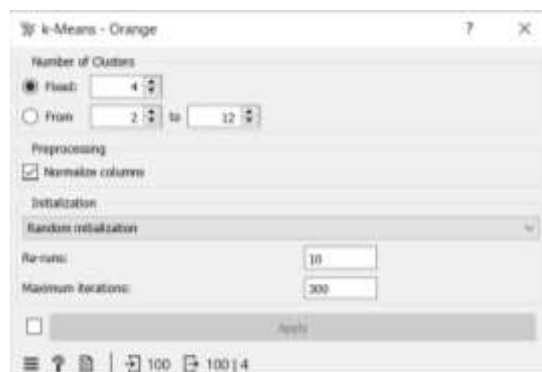 k-Means - Orange ? ×
Number of Clusters
Fixed: 4
From 2 to 12
Preprocessing
Normalize columns
Initialization
Random initialization
Re-runs: 10
Maximum iterations: 300
Apply
? 100 100 | 4